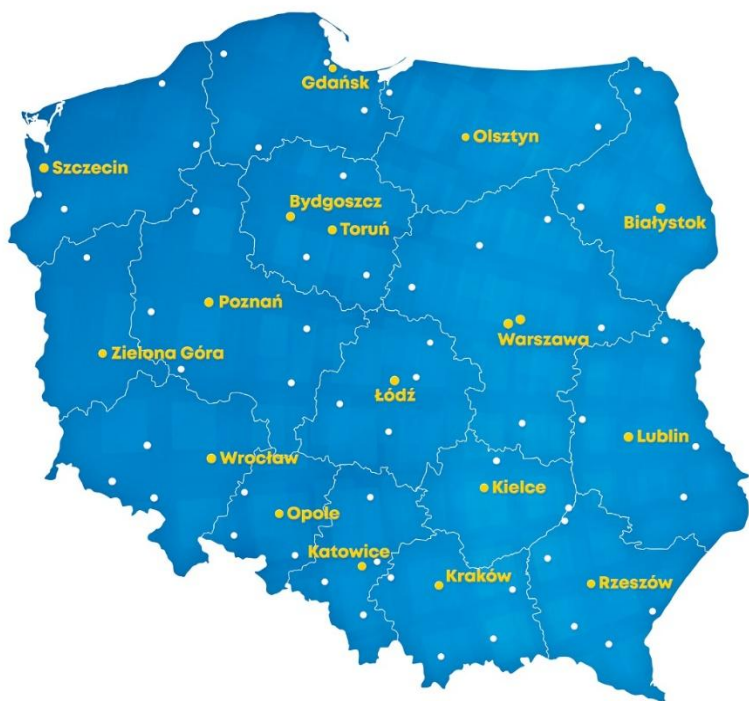 Gdańsk
Olsztyn
Szczecin
Bydgoszcz
Toruń
Białystok
Poznań
Warszawa
Zielona Góra
Łódź
Lublin
Wrocław
Kielce
Opole
Katowice
Kraków
Rzeszów